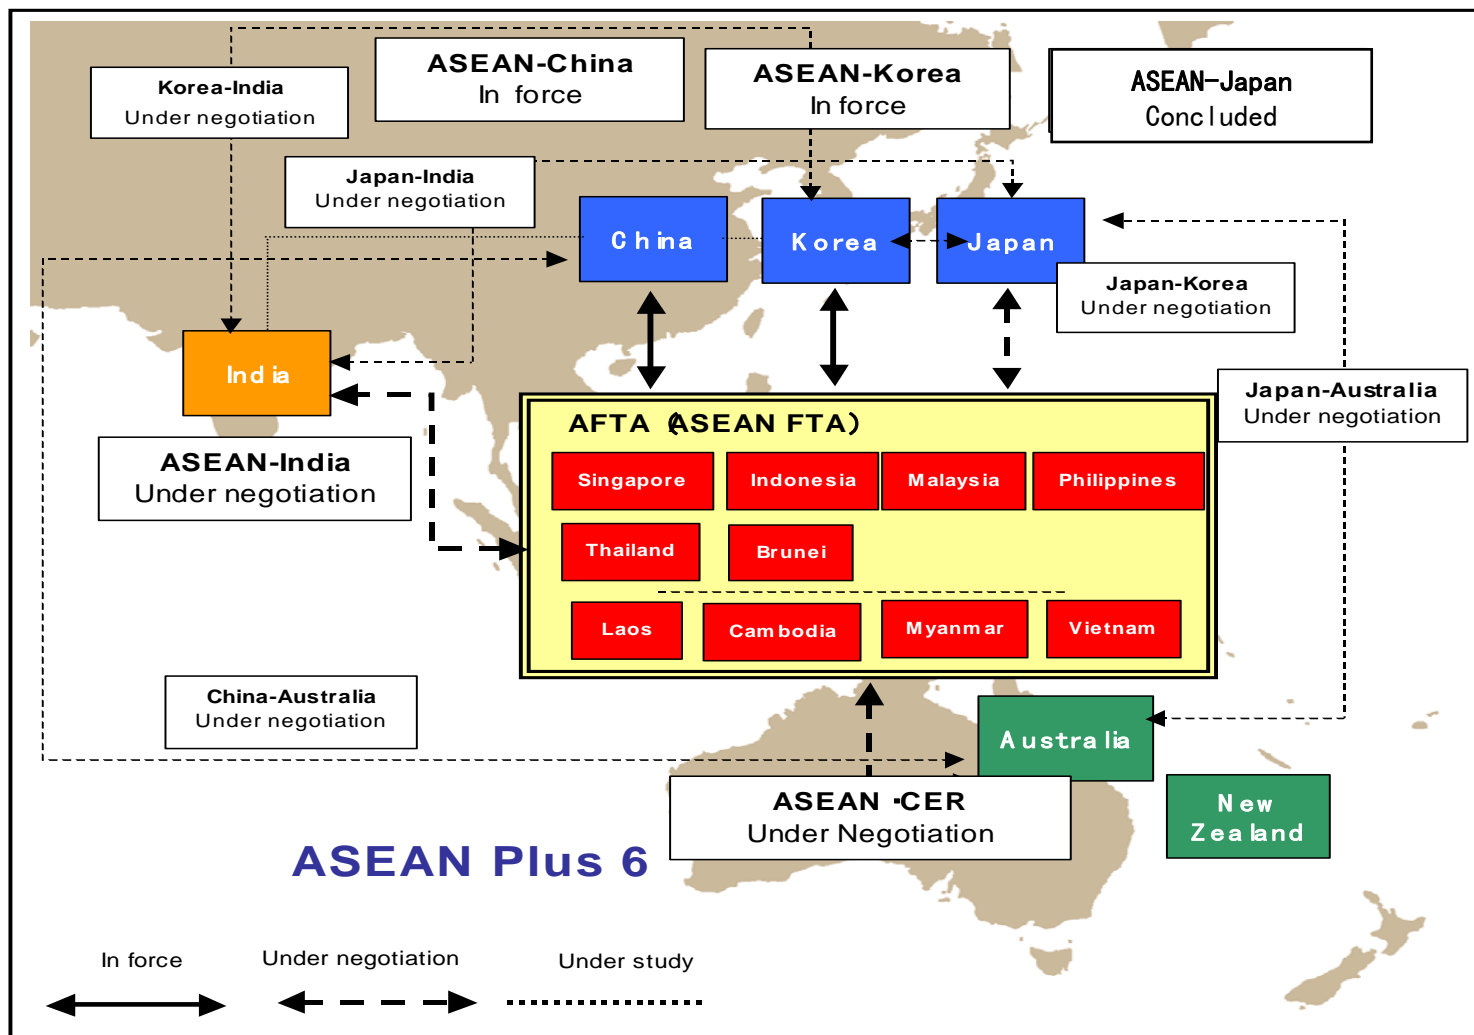 ASEAN-China
In force
ASEAN-Korea
In force
ASEAN-Japan
Concluded
Korea-India
Under negotiation
Japan-India
Under negotiation
China
Korea
Japan
Japan-Korea
Under negotiation
India
Japan-Australia
Under negotiation
ASEAN-India
Under negotiation
AFTA (ASEAN FTA)
Singapore
Indonesia
Malaysia
Philippines
Thailand
Brunei
Laos
Cambodia
Myanmar
Vietnam
China-Australia
Under negotiation
Australia
ASEAN ·CER
Under Negotiation
New
Zealand
ASEAN Plus 6
In force
Under negotiation
Under study